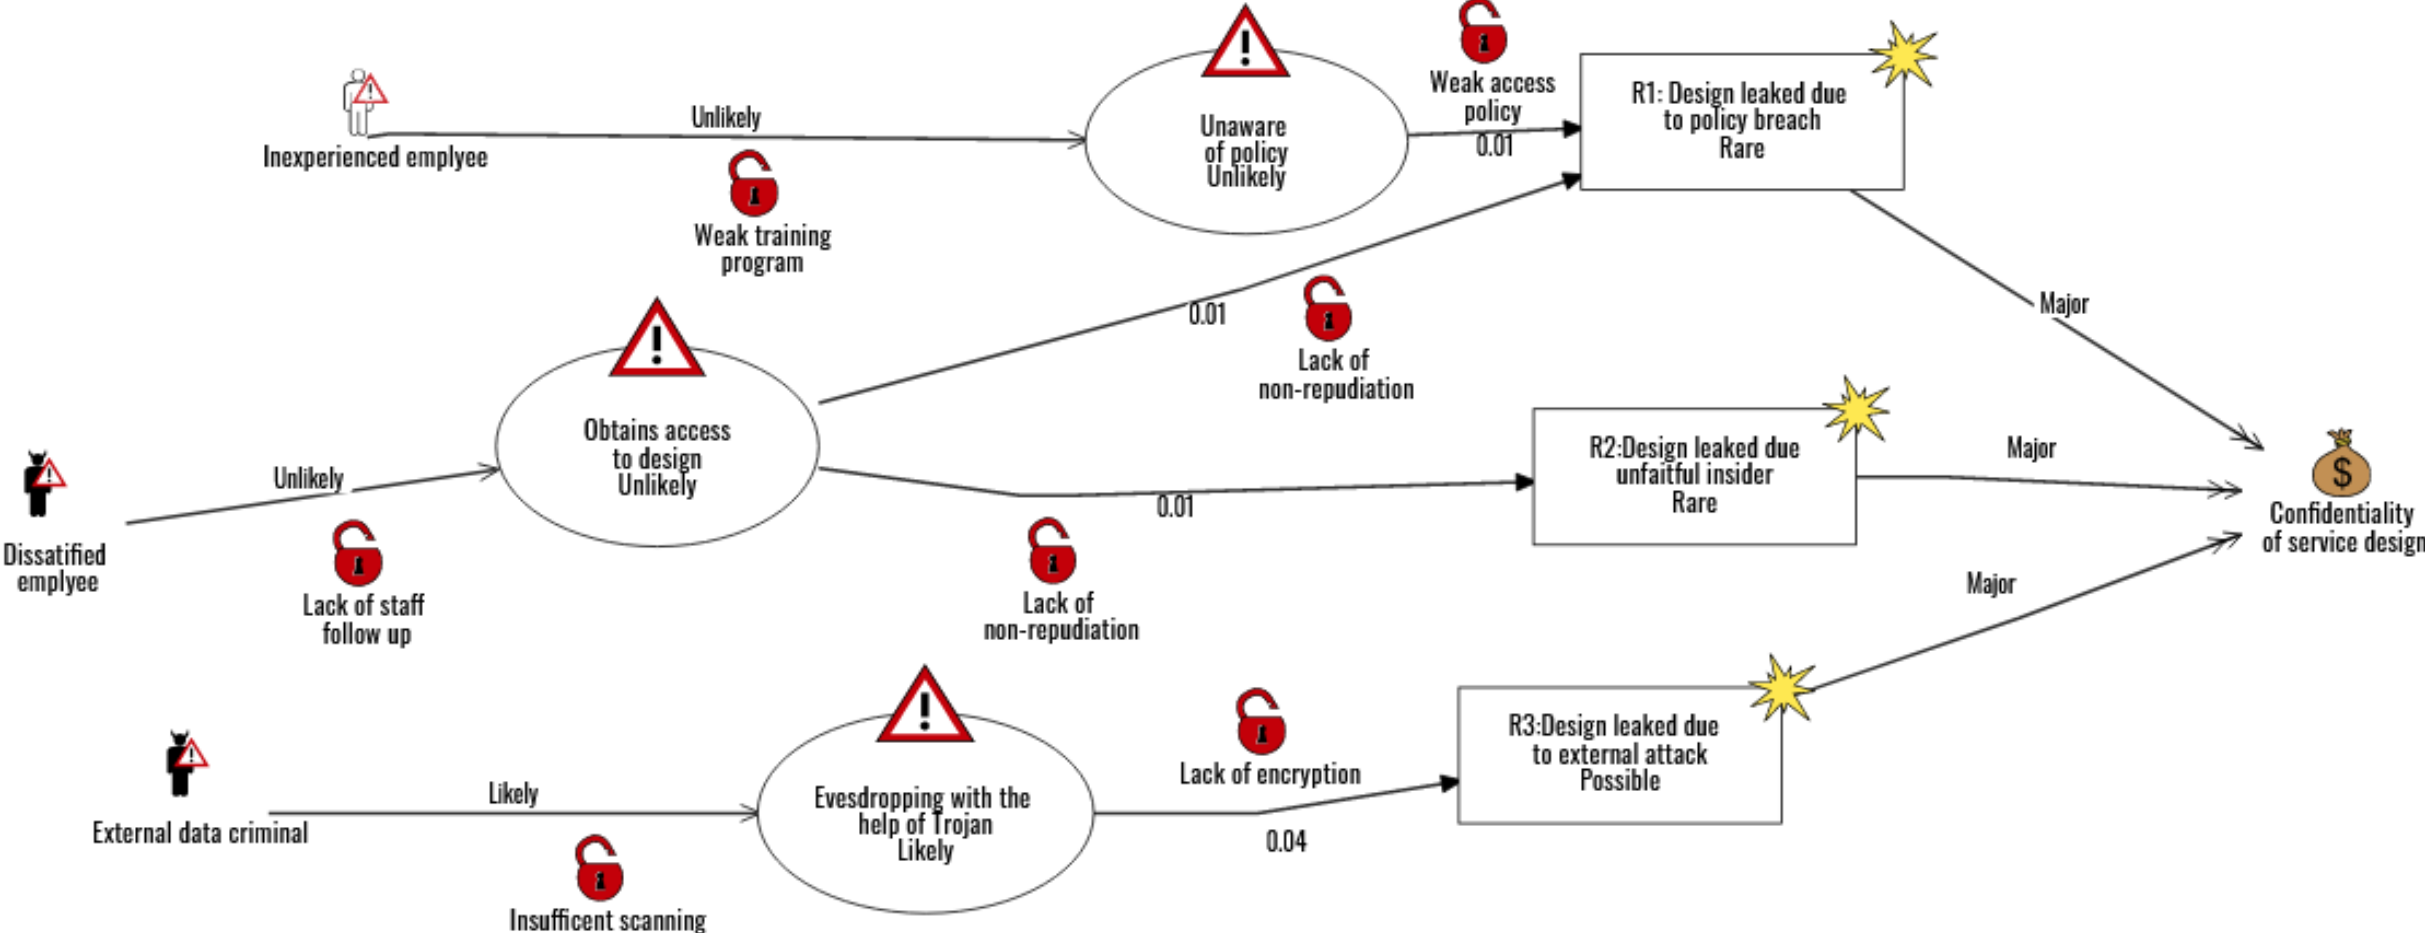 Inexperienced emplyee
Unlikely
Weak training
program
Unaware
of policy
Unlikely
Weak access
policy
0.01
R1: Design leaked due
to policy breach
Rare
Major
Dissatified
emplyee
Unlikely
Lack of staff
follow up
Obtains access
to design
Unlikely
0.01
Lack of
non-repudiation
0.01
Lack of
non-repudiation
R2:Design leaked due
unfaitful insider
Rare
Major
$
Confidentiality
of service design
External data criminal
Likely
Insufficent scanning
Evesdropping with the
help of Trojan
Likely
Lack of encryption
0.04
R3:Design leaked due
to external attack
Possible
Major